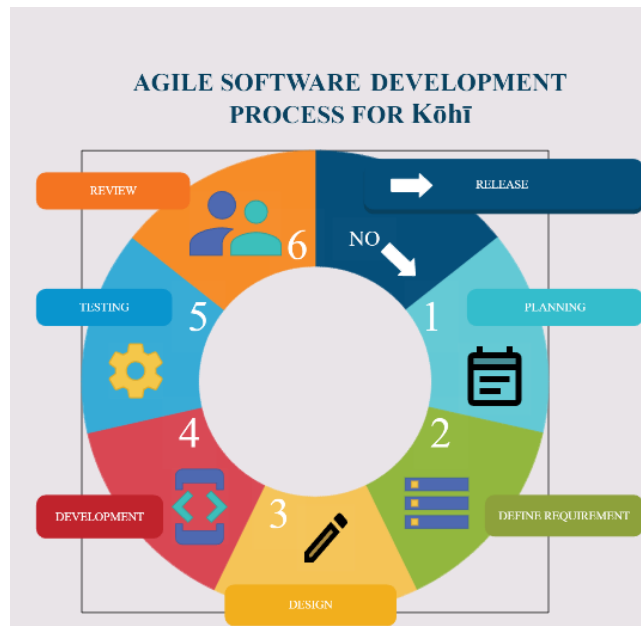 AGILE SOFTWARE DEVELOPMENT
PROCESS FOR Kōhī
REVIEW
RELEASE
6
NO
TESTING
5
1
PLANNING
4
2
DEVELOPMENT
3
DEFINE REQUIREMENT
DESIGN